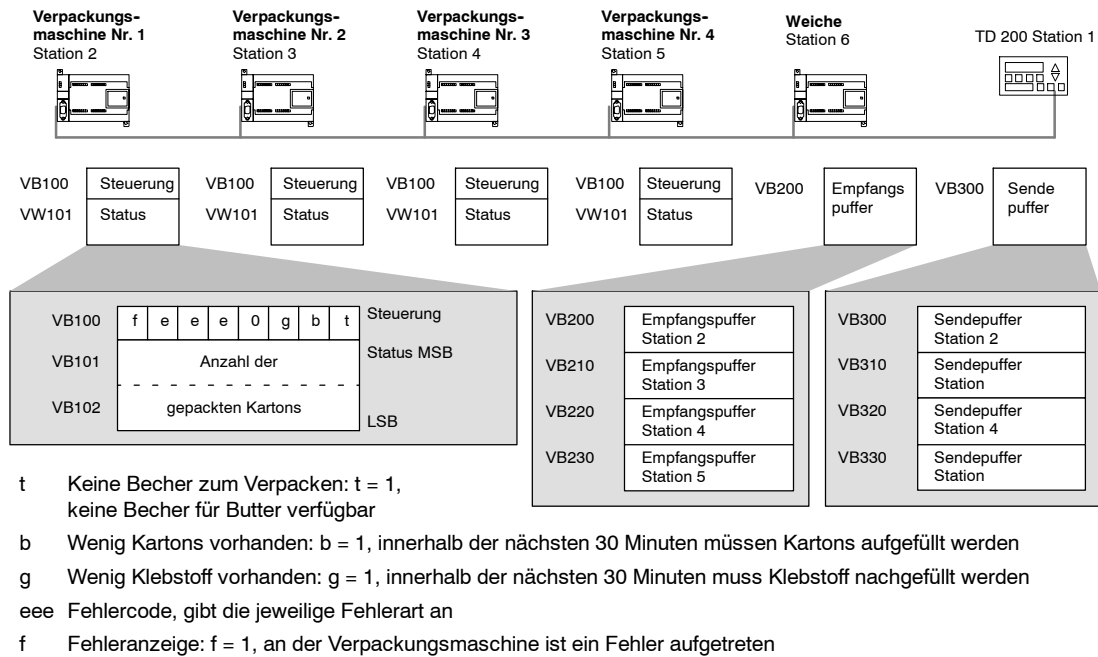 Verpackungs-
maschine Nr. 1
Station 2
Verpackungs-
maschine Nr. 2
Station 3
Verpackungs-
maschine Nr. 3
Station 4
Verpackungs-
maschine Nr. 4
Station 5
Weiche
Station 6
TD 200 Station 1
VB100 Steuerung
VW101 Status
VB100 Steuerung
VW101 Status
VB100 Steuerung
VW101 Status
VB100 Steuerung
VW101 Status
VB200 Empfangs
puffer
VB300 Sende
puffer
VB100 f e e e 0 g b t Steuerung
VB101 Anzahl der Status MSB
VB102 gepackten Kartons
LSB
VB200 Empfangspuffer
Station 2
VB210 Empfangspuffer
Station 3
VB220 Empfangspuffer
Station 4
VB230 Empfangspuffer
Station 5
VB300 Sendepuffer
Station 2
VB310 Sendepuffer
Station
VB320 Sendepuffer
Station 4
VB330 Sendepuffer
Station
t Keine Becher zum Verpacken: t = 1,
keine Becher für Butter verfügbar
b Wenig Kartons vorhanden: b = 1, innerhalb der nächsten 30 Minuten müssen Kartons aufgefüllt werden
g Wenig Klebstoff vorhanden: g = 1, innerhalb der nächsten 30 Minuten muss Klebstoff nachgefüllt werden
eee Fehlercode, gibt die jeweilige Fehlerart an
f Fehleranzeige: f = 1, an der Verpackungsmaschine ist ein Fehler aufgetreten